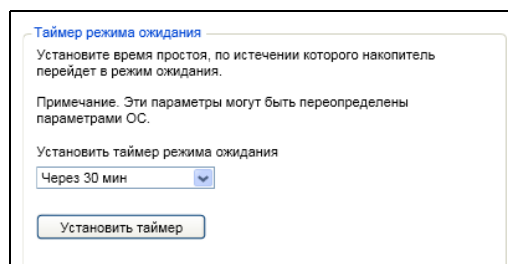 Таймер режима ожидания
Установите время простоя, по истечении которого накопитель
перейдет в режим ожидания.
Примечание. Эти параметры могут быть переопределены
параметрами ОС.
Установить таймер режима ожидания
Через 30 мин
Установить таймер